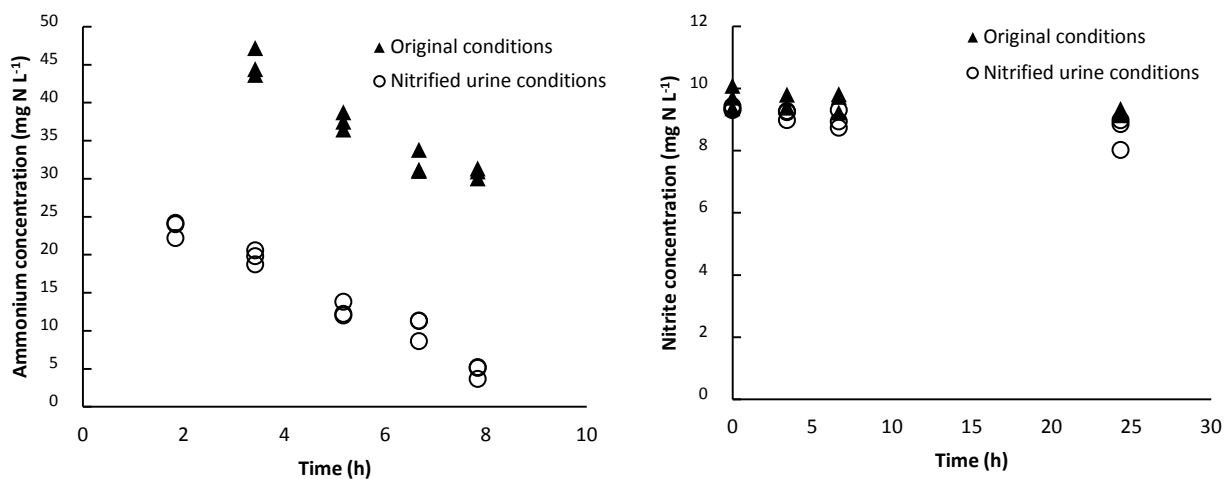 Ammonium concentration (mg N L-1)
50
45
40
35
30
25
20
15
10
5
0
0 2 4 6 8 10
Time (h)
Original conditions
Nitrified urine conditions
Nitrite concentration (mg N L-1)
12
10
8
6
4
2
0
0 5 10 15 20 25 30
Time (h)
Original conditions
Nitrified urine conditions